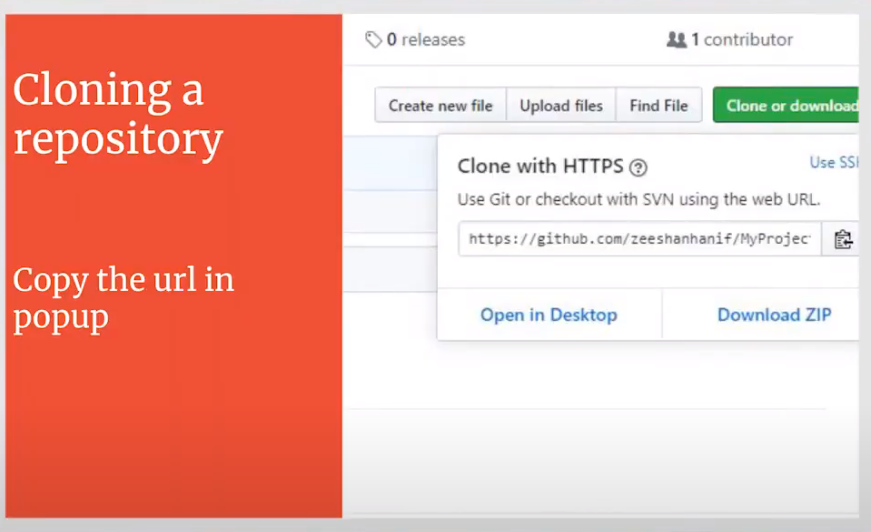 Cloning a
repository
Copy the url in
popup
0 releases
1 contributor
Create new file
Upload files
Find File
Clone or download
Clone with HTTPS
Use Git or checkout with SVN using the web URL.
https://github.com/zeeshanhanif/MyProjec
Open in Desktop
Download ZIP